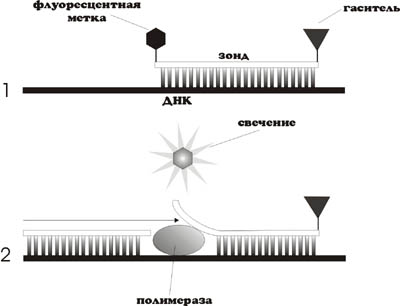 флуоресцентная
метка
гаситель
зонд
1
ДНК
свечение
2
полимераза